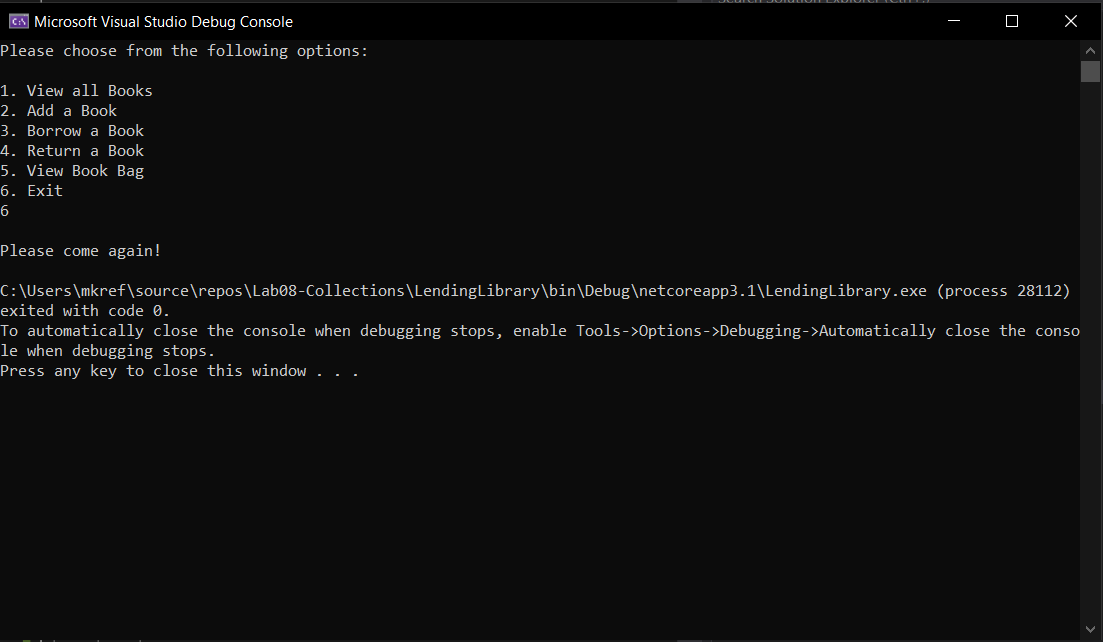 Microsoft Visual Studio Debug Console
Please choose from the following options:
1. View all Books
2. Add a Book
3. Borrow a Book
4. Return a Book
5. View Book Bag
6. Exit
6
Please come again!
C:\Users\mkref\source\repos\Lab08-Collections\LendingLibrary\bin\Debug\netcoreapp3.1\LendingLibrary.exe (process 28112)
exited with code 0.
To automatically close the console when debugging stops, enable Tools->Options->Debugging->Automatically close the conso
le when debugging stops.
Press any key to close this window . . .